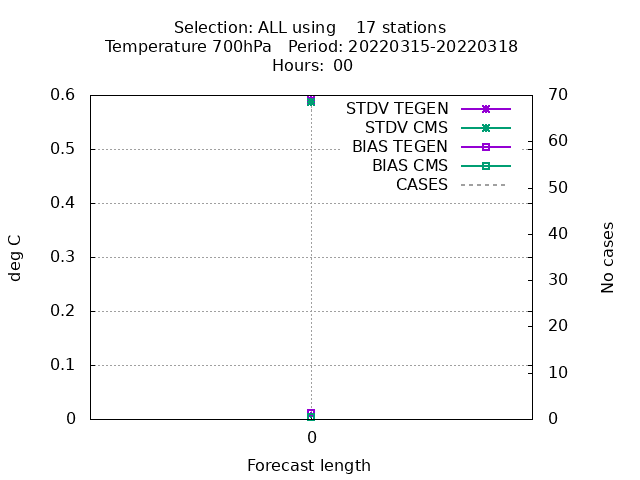 Selection: ALL using    17 stations
Temperature 700hPa   Period: 20220315-20220318
Hours:  00
0.6
0.5
0.4
0.3
0.2
0.1
0
70
60
50
40
30
20
10
0
STDV TEGEN
STDV CMS
BIAS TEGEN
BIAS CMS
CASES
deg C
No cases
0
Forecast length